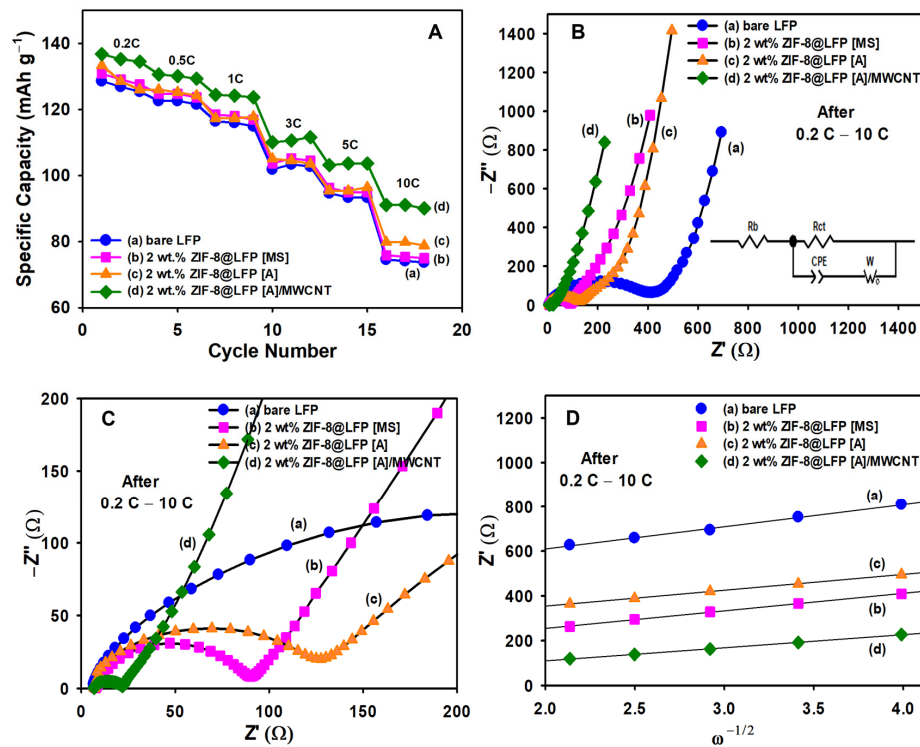 A
140
120
100
80
60
0
5
10
15
20
Specific Capacity (mAh g⁻¹)
Cycle Number
0.2C
0.5C
1C
3C
5C
10C
(d)
(c)
(b)
(a)
(a) bare LFP
(b) 2 wt.% ZIF-8@LFP [MS]
(c) 2 wt.% ZIF-8@LFP [A]
(d) 2 wt.% ZIF-8@LFP [A]/MWCNT
B
(a) bare LFP
(b) 2 wt% ZIF-8@LFP [MS]
(c) 2 wt% ZIF-8@LFP [A]
(d) 2 wt% ZIF-8@LFP [A]/MWCNT
After
0.2 C – 10 C
(d)
(b)
(c)
(a)
Rb
Rct
CPE
W₀
1400
1200
1000
800
600
400
200
0
0
200
400
600
800
1000
1200
1400
-Z'' (Ω)
Z' (Ω)
C
(a) bare LFP
(b) 2 wt% ZIF-8@LFP [MS]
(c) 2 wt% ZIF-8@LFP [A]
(d) 2 wt% ZIF-8@LFP [A]/MWCNT
After
0.2 C – 10 C
(a)
(d)
(b)
(c)
200
150
100
50
0
0
50
100
150
200
–Z'' (Ω)
Z' (Ω)
D
(a) bare LFP
(b) 2 wt% ZIF-8@LFP [MS]
(c) 2 wt% ZIF-8@LFP [A]
(d) 2 wt% ZIF-8@LFP [A]/MWCNT
After
0.2 C – 10 C
(a)
(c)
(b)
(d)
1200
1000
800
600
400
200
0
2.0
2.5
3.0
3.5
4.0
Z' (Ω)
ω⁻¹/²